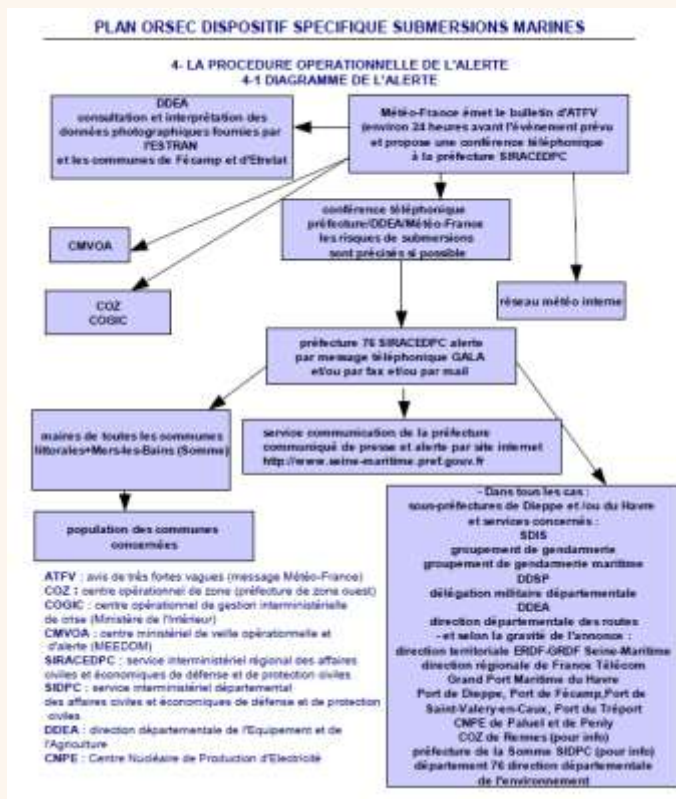 PLAN ORSEC DISPOSITIF SPECIFIQUE SUBMERSIONS MARINES
4- LA PROCEDURE OPERATIONNELLE DE L'ALERTE
4-1 DIAGRAMME DE L'ALERTE
DDEA
consultation et interprétation des
données photographiques fournies par
l'ESTRAN
et les communes de Fécamp et d'Etretat
Météo-France émet le bulletin d'ATFV
(environ 24 heures avant l'événement prévu
et propose une conférence téléphonique
à la préfecture SIRACEDPC
conférence téléphonique
préfecture/DDEA/Météo-France
les risques de submersions
sont précisés si possible
CMVOA
COZ
COGIC
réseau météo interne
préfecture 76 SIRACEDPC alerte
par message téléphonique GALA
et/ou par fax et/ou par mail
maires de toutes les communes
littorales+Mers-les-Bains (Somme)
service communication de la préfecture
communiqué de presse et alerte par site internet
http://www.seine-maritime.pref.gouv.fr
population des communes
concernées
- Dans tous les cas :
sous-préfectures de Dieppe et /ou du Havre
et services concernés :
SDIS
groupement de gendarmerie
groupement de gendarmerie maritime
DDSP
délégation militaire départementale
DDEA
direction départementale des routes
- et selon la gravité de l'annonce :
direction territoriale ERDF-GRDF Seine-Maritime
direction régionale de France Télécom
Grand Port Maritime du Havre
Port de Dieppe, Port de Fécamp,Port de
Saint-Valery-en-Caux, Port du Tréport
CNPE de Paluel et de Penly
COZ de Rennes (pour info)
préfecture de la Somme SIDPC (pour info)
département 76 direction départementale
de l'environnement
ATFV : avis de très fortes vagues (message Météo-France)
COZ : centre opérationnel de zone (préfecture de zone ouest)
COGIC : centre opérationnel de gestion interministérielle
de crise (Ministère de l'Intérieur)
CMVOA : centre ministériel de veille opérationnelle et
d'alerte (MEEDDM)
SIRACEDPC : service interministériel régional des affaires
civiles et économiques de défense et de protection civiles
SIDPC : service interministériel départemental
des affaires civiles et économiques de défense et de protection
civiles
DDEA : direction départementale de l'Equipement et de
l'Agriculture
CNPE : Centre Nucléaire de Production d'Electricité